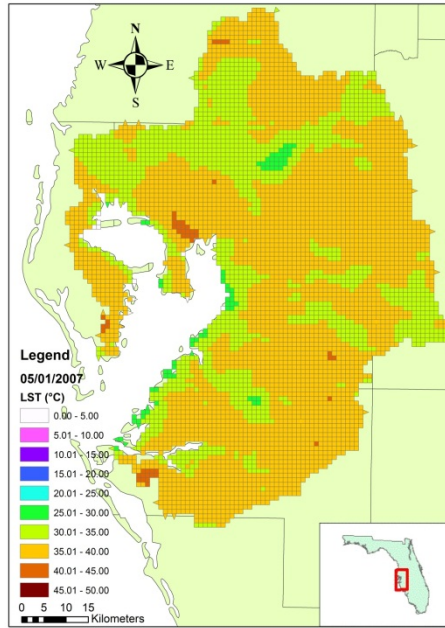 N
W E
S
Legend
05/01/2007
LST (°C)
0.00 - 5.00
5.01 - 10.00
10.01 - 15.00
15.01 - 20.00
20.01 - 25.00
25.01 - 30.00
30.01 - 35.00
35.01 - 40.00
40.01 - 45.00
45.01 - 50.00
0 5 10 15
Kilometers